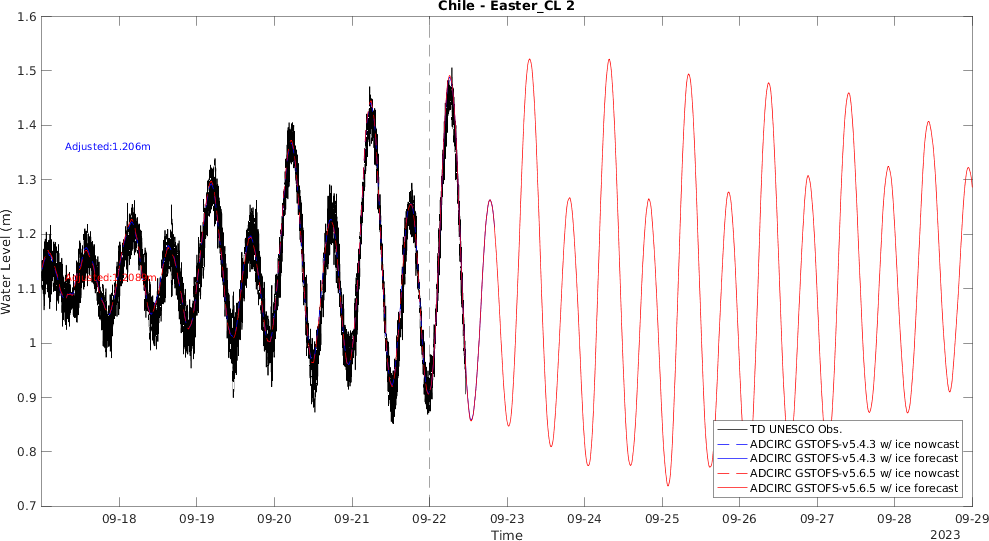 Chile - Easter_CL 2
1.6
1.5
1.4
1.3
1.2
1.1
1
0.9
0.8
0.7
Water Level (m)
Adjusted:1.206m
TD UNESCO Obs.
ADCIRC GSTOFS-v5.4.3 w/ ice nowcast
ADCIRC GSTOFS-v5.4.3 w/ ice forecast
ADCIRC GSTOFS-v5.6.5 w/ ice nowcast
ADCIRC GSTOFS-v5.6.5 w/ ice forecast
09-18
09-19
09-20
09-21
09-22
09-23
09-24
09-25
09-26
09-27
09-28
09-29
Time
2023